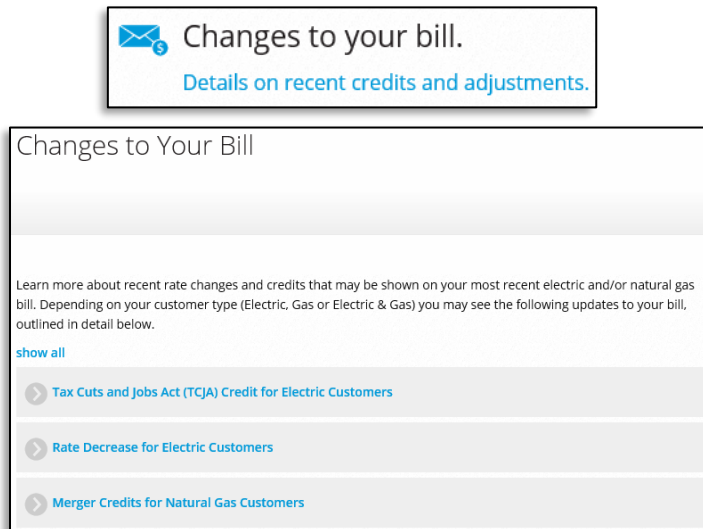 Changes to your bill.
Details on recent credits and adjustments.
Changes to Your Bill
Learn more about recent rate changes and credits that may be shown on your most recent electric and/or natural gas
bill. Depending on your customer type (Electric, Gas or Electric & Gas) you may see the following updates to your bill,
outlined in detail below.
show all
Tax Cuts and Jobs Act (TCJA) Credit for Electric Customers
Rate Decrease for Electric Customers
Merger Credits for Natural Gas Customers